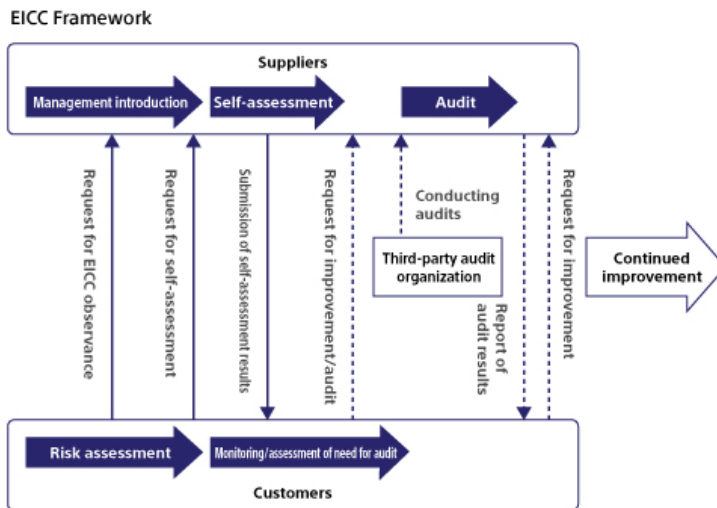 EICC Framework
Suppliers
Management introduction
Self-assessment
Audit
Request for EICC observance
Request for self-assessment
Submission of self-assessment results
Request for improvement/audit
Conducting
audits
Third-party audit
organization
Report of
audit results
Request for improvement
Continued
improvement
Risk assessment
Monitoring/assessment of need for audit
Customers